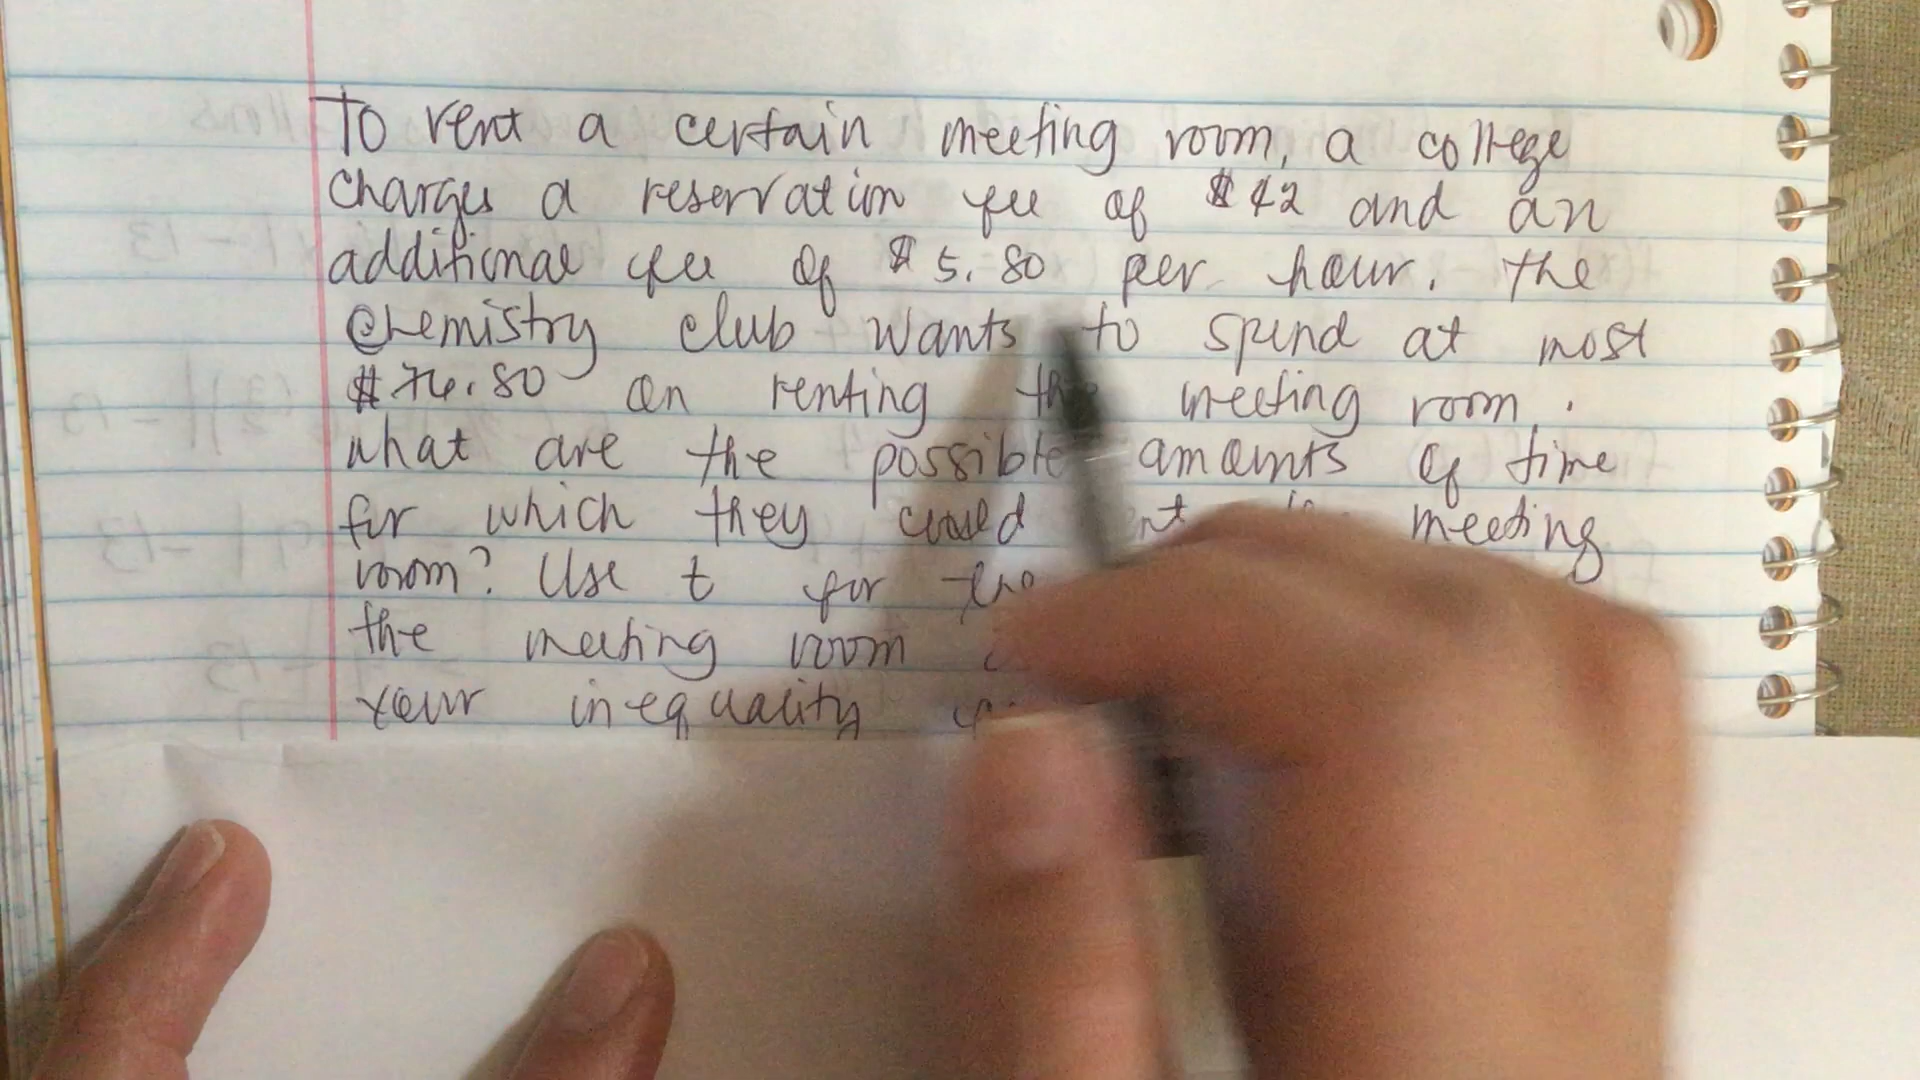 To rent a certain meeting room, a college
charges a reservation fee of $42 and an
additional fee of $5.80 per hour. The
chemistry club wants to spend at most
$76.80 on renting the meeting room.
what are the possible amounts of time
for which they could meeting
room? Use t for the
the meeting room
your inequality